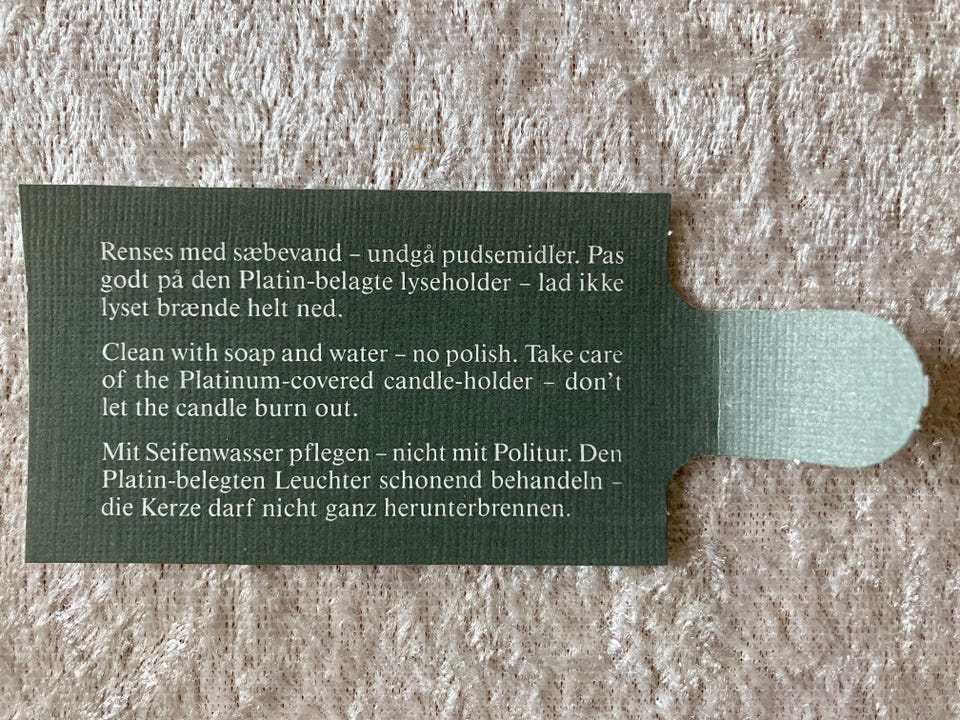 Renses med sæbevand – undgå pudsemidler. Pas
godt på den Platin-belagte lyseholder – lad ikke
lyset brænde helt ned.
Clean with soap and water – no polish. Take care
of the Platinum-covered candle-holder – don't
let the candle burn out.
Mit Seifenwasser pflegen – nicht mit Politur. Den
Platin-belegten Leuchter schonend behandeln –
die Kerze darf nicht ganz herunterbrennen.